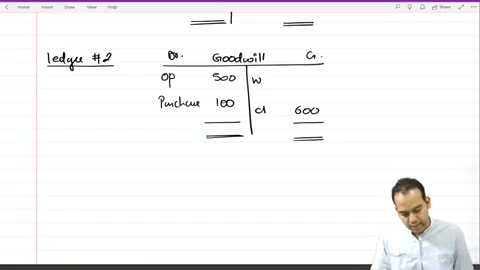 Home Insert Draw View Help
Share
ledger #2 Dr. Goodwill Cr.
OP 500 w
Purchase 100 cl 600